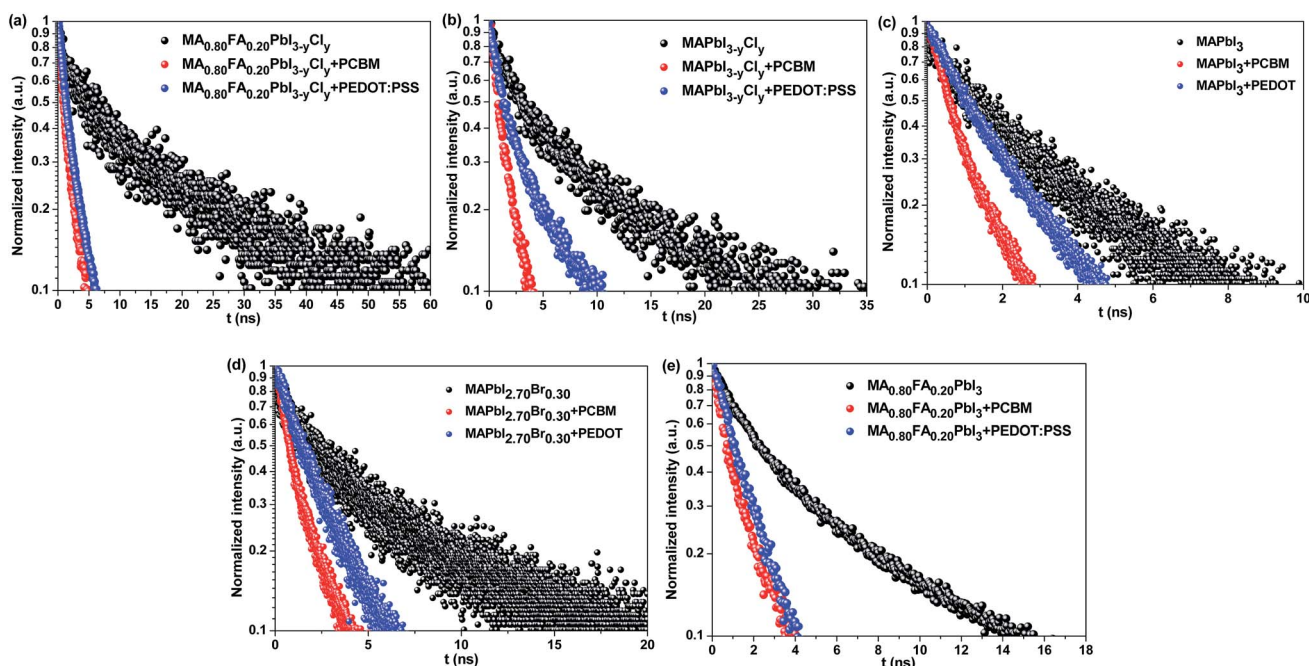 (a)
MA0.80FA0.20PbI3-yCly
MA0.80FA0.20PbI3-yCly+PCBM
MA0.80FA0.20PbI3-yCly+PEDOT:PSS
Normalized intensity (a.u.)
1
0.9
0.8
0.7
0.6
0.5
0.4
0.3
0.2
0.1
0 5 10 15 20 25 30 35 40 45 50 55 60
t (ns)
(b)
MAPbI3-yCly
MAPbI3-yCly+PCBM
MAPbI3-yCly+PEDOT:PSS
Normalized intensity (a.u.)
1
0.9
0.8
0.7
0.6
0.5
0.4
0.3
0.2
0.1
0 5 10 15 20 25 30 35
t (ns)
(c)
MAPbI3
MAPbI3+PCBM
MAPbI3+PEDOT
Normalized intensity (a.u.)
1
0.9
0.8
0.7
0.6
0.5
0.4
0.3
0.2
0.1
0 2 4 6 8 10
t (ns)
(d)
MAPbI2.70Br0.30
MAPbI2.70Br0.30+PCBM
MAPbI2.70Br0.30+PEDOT
Normalized intensity (a.u.)
1
0.9
0.8
0.7
0.6
0.5
0.4
0.3
0.2
0.1
0 5 10 15 20
t (ns)
(e)
MA0.80FA0.20PbI3
MA0.80FA0.20PbI3+PCBM
MA0.80FA0.20PbI3+PEDOT:PSS
Normalized intensity (a.u.)
1
0.9
0.8
0.7
0.6
0.5
0.4
0.3
0.2
0.1
0 2 4 6 8 10 12 14 16 18
t (ns)